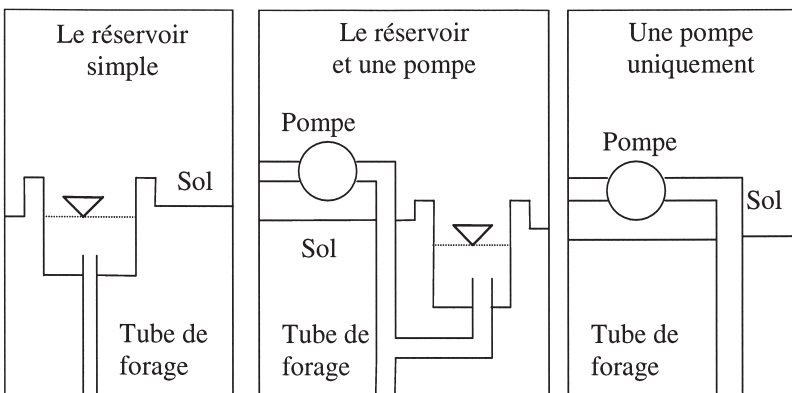 Le réservoir
simple
Sol
Tube de
forage
Le réservoir
et une pompe
Pompe
Sol
Tube de
forage
Une pompe
uniquement
Pompe
Sol
Tube de
forage